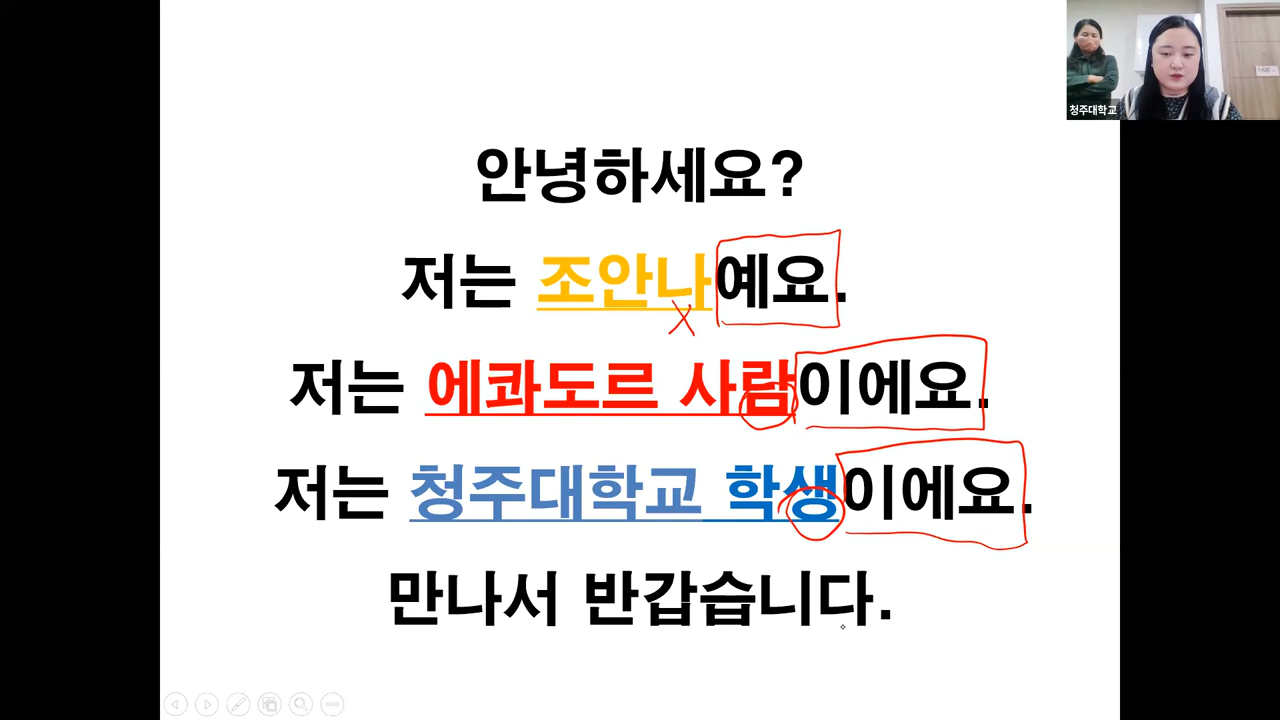 청주대학교
안녕하세요?
저는 조안나예요.
저는 에콰도르 사람이에요.
저는 청주대학교 학생이에요.
만나서 반갑습니다.